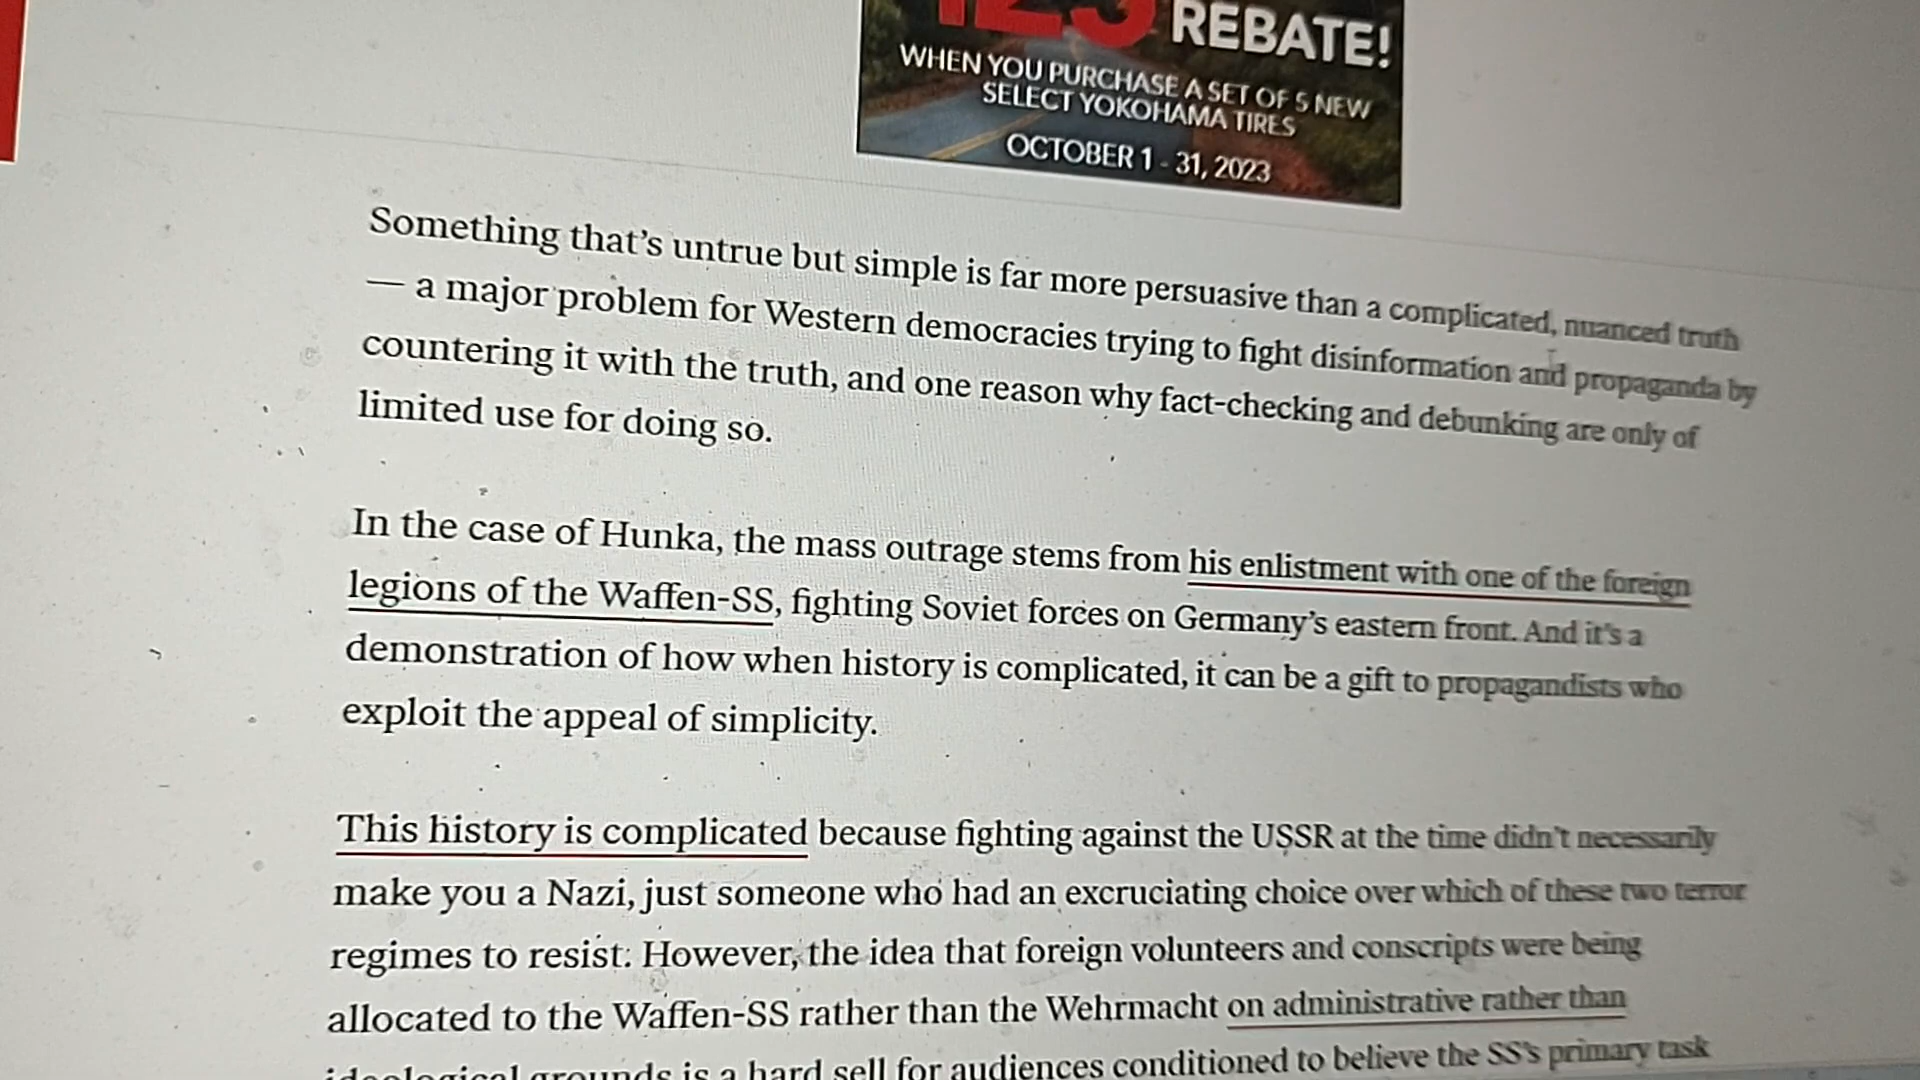 123 REBATE!
WHEN YOU PURCHASE A SET OF 5 NEW
SELECT YOKOHAMA TIRES
OCTOBER 1 - 31, 2023
Something that's untrue but simple is far more persuasive than a complicated, nuanced truth
— a major problem for Western democracies trying to fight disinformation and propaganda by
countering it with the truth, and one reason why fact-checking and debunking are only of
limited use for doing so.
In the case of Hunka, the mass outrage stems from his enlistment with one of the foreign
legions of the Waffen-SS, fighting Soviet forces on Germany's eastern front. And it's a
demonstration of how when history is complicated, it can be a gift to propagandists who
exploit the appeal of simplicity.
This history is complicated because fighting against the USSR at the time didn't necessarily
make you a Nazi, just someone who had an excruciating choice over which of these two terror
regimes to resist. However, the idea that foreign volunteers and conscripts were being
allocated to the Waffen-SS rather than the Wehrmacht on administrative rather than
ideological grounds is a hard sell for audiences conditioned to believe the SS's primary task